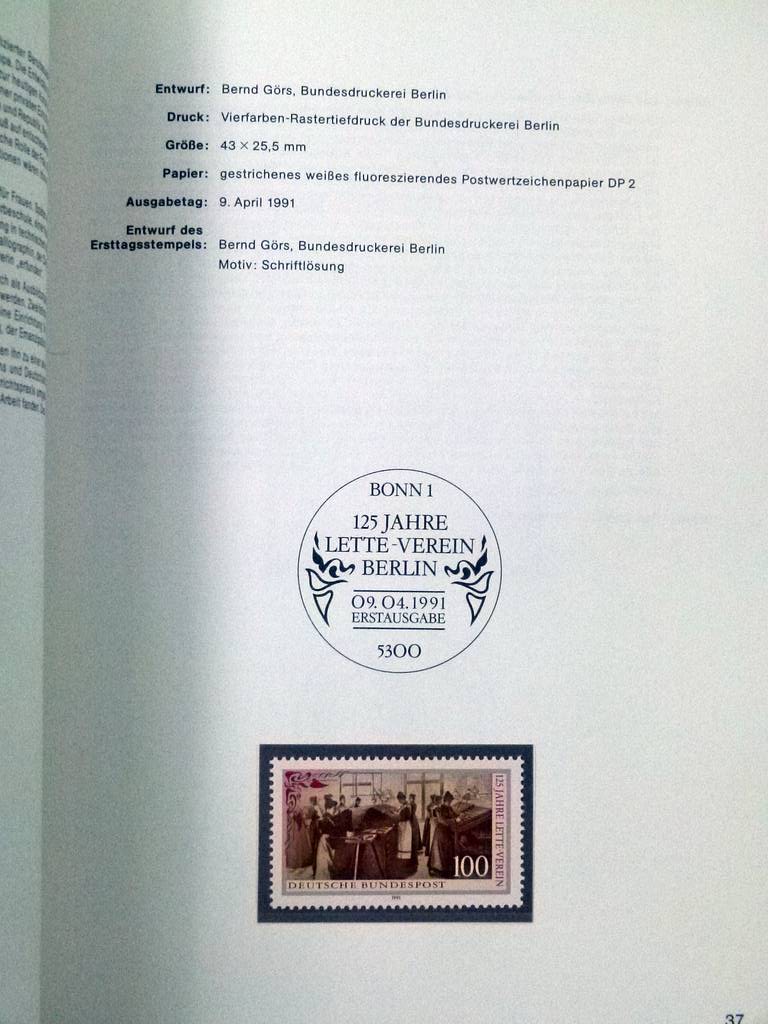 Entwurf: Bernd Görs, Bundesdruckerei Berlin
Druck: Vierfarben-Rastertiefdruck der Bundesdruckerei Berlin
Größe: 43 × 25,5 mm
Papier: gestrichenes weißes fluoreszierendes Postwertzeichenpapier DP 2
Ausgabetag: 9. April 1991
Entwurf des
Ersttagsstempels: Bernd Görs, Bundesdruckerei Berlin
Motiv: Schriftlösung
BONN 1
125 JAHRE
LETTE-VEREIN
BERLIN
09.04.1991
ERSTAUSGABE
5300
125 JAHRE LETTE-VEREIN
100
DEUTSCHE BUNDESPOST
1991
37